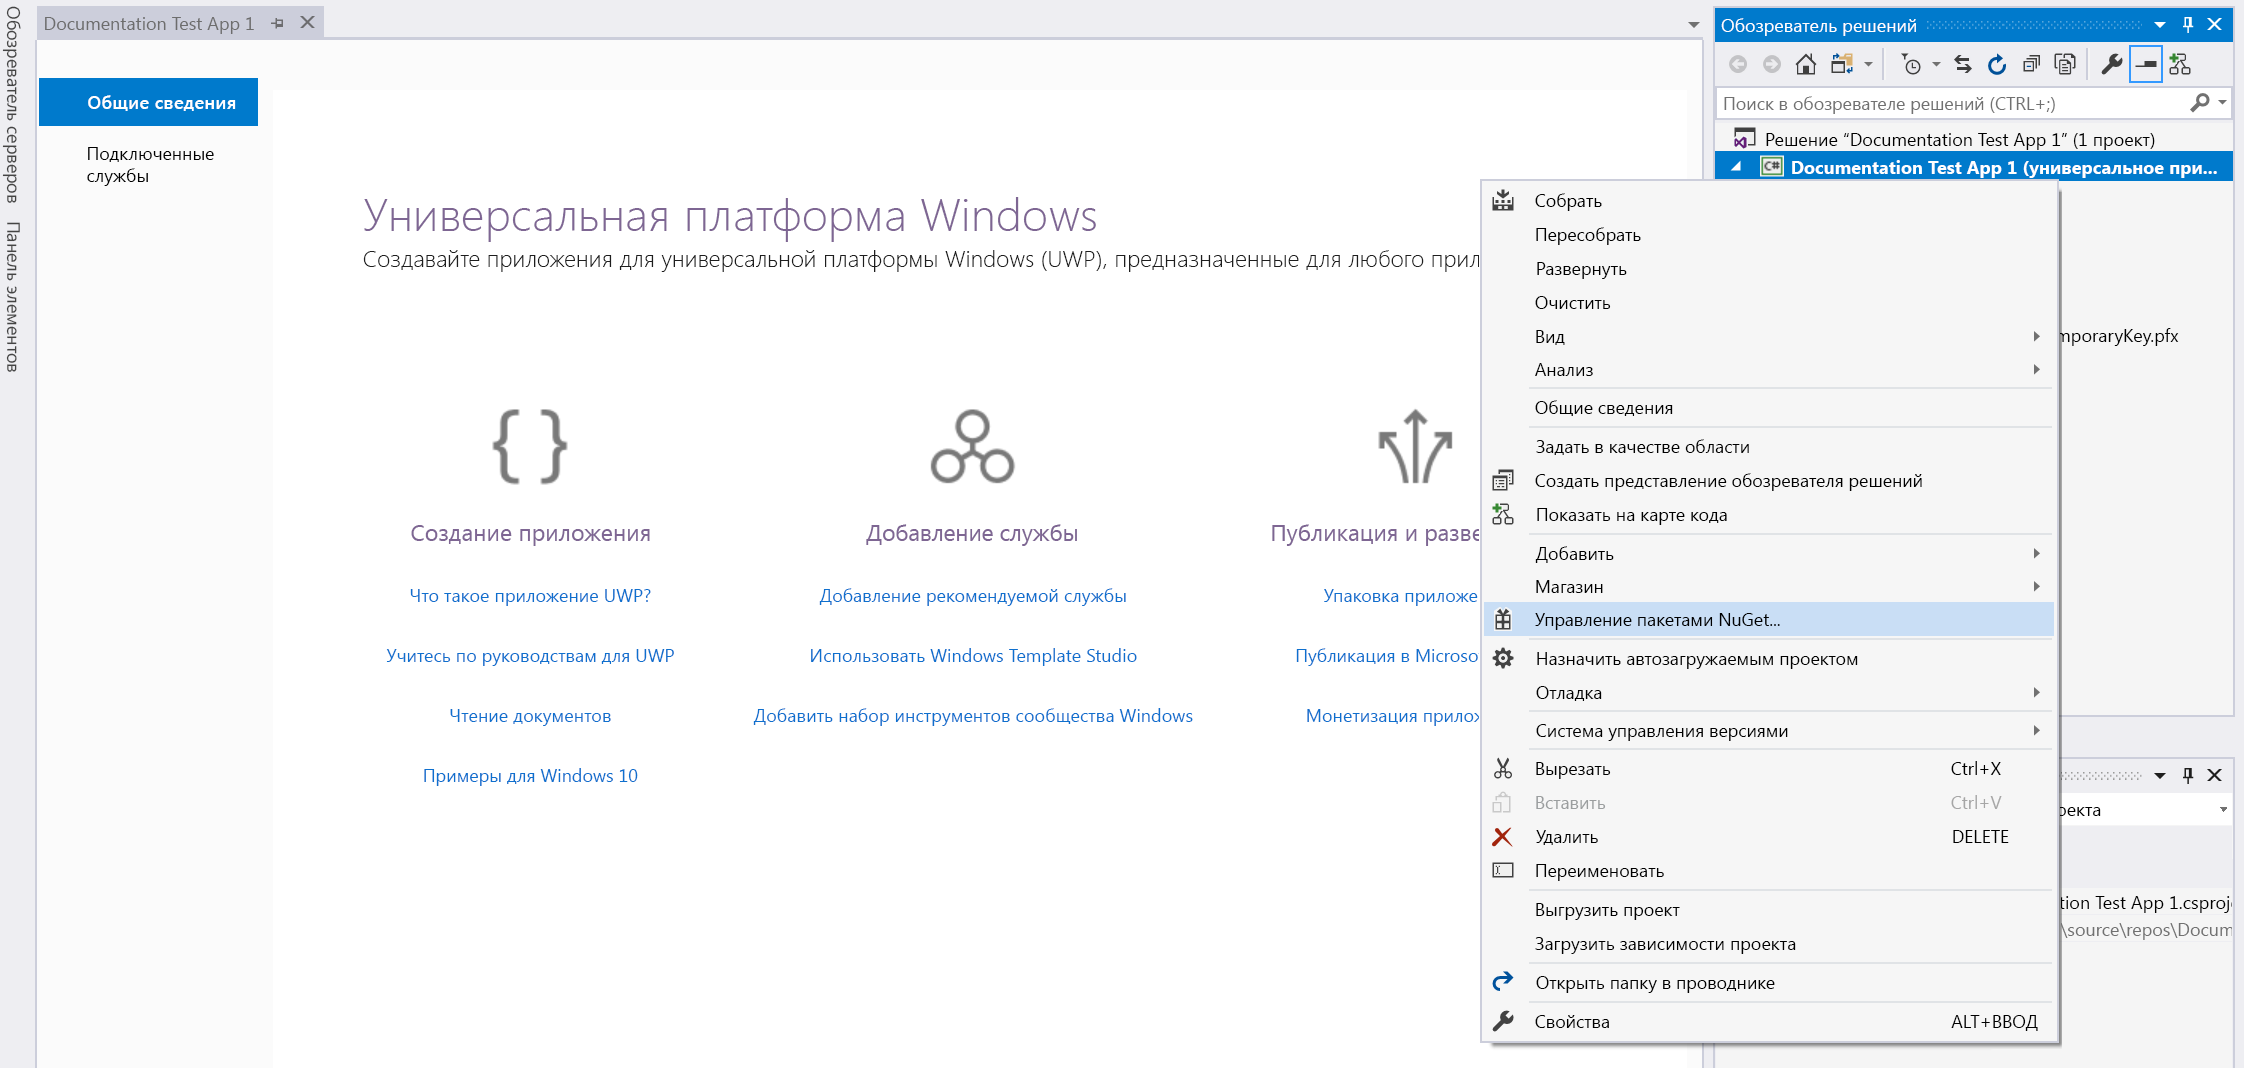 Обозреватель серверов
Панель элементов
Documentation Test App 1
Общие сведения
Подключенные
службы
Универсальная платформа Windows
Создавайте приложения для универсальной платформы Windows (UWP), предназначенные для любого
Создание приложения
Что такое приложение UWP?
Учитесь по руководствам для UWP
Чтение документов
Примеры для Windows 10
Добавление службы
Добавление рекомендуемой службы
Использовать Windows Template Studio
Добавить набор инструментов сообщества Windows
Публикация и разве
Упаковка приложе
Публикация в Microso
Монетизация прилож
Обозреватель решений
Поиск в обозревателе решений (CTRL+;)
Решение “Documentation Test App 1” (1 проект)
C# Documentation Test App 1 (универсальное при...
mporaryKey.pfx
Собрать
Пересобрать
Развернуть
Очистить
Вид
Анализ
Общие сведения
Задать в качестве области
Создать представление обозревателя решений
Показать на карте кода
Добавить
Магазин
Управление пакетами NuGet...
Назначить автозагружаемым проектом
Отладка
Система управления версиями
Вырезать Ctrl+X
Вставить Ctrl+V
Удалить DELETE
Переименовать
Выгрузить проект
Загрузить зависимости проекта
Открыть папку в проводнике
Свойства ALT+ВВОД
роекта
tion Test App 1.csproj
\source\repos\Docum